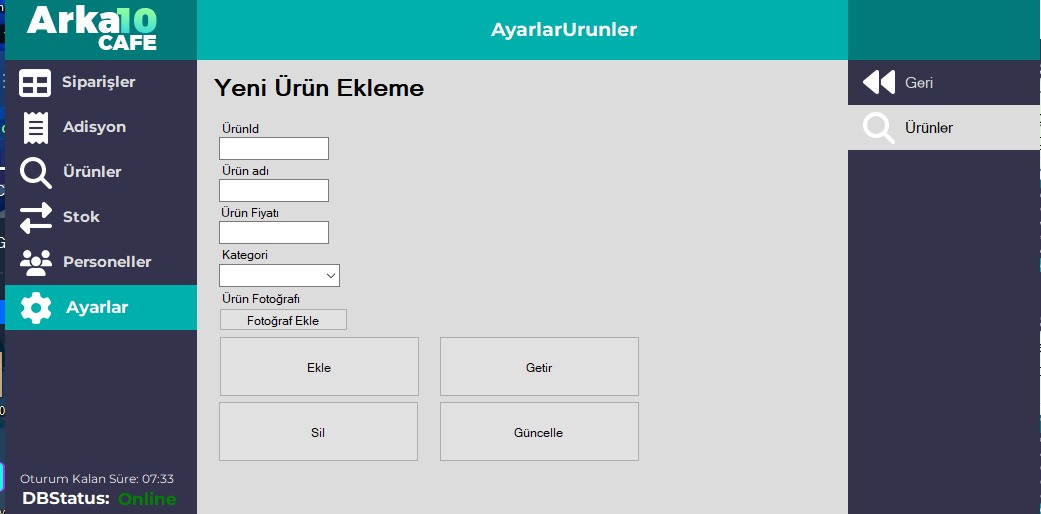 Arka10
CAFE
AyarlarUrunler
Siparişler
Adisyon
Ürünler
Stok
Personeller
Ayarlar
Oturum Kalan Süre: 07:33
DBStatus: Online
Yeni Ürün Ekleme
ÜrünId
Ürün adı
Ürün Fiyatı
Kategori
Ürün Fotoğrafı
Fotoğraf Ekle
Ekle
Getir
Sil
Güncelle
Geri
Ürünler